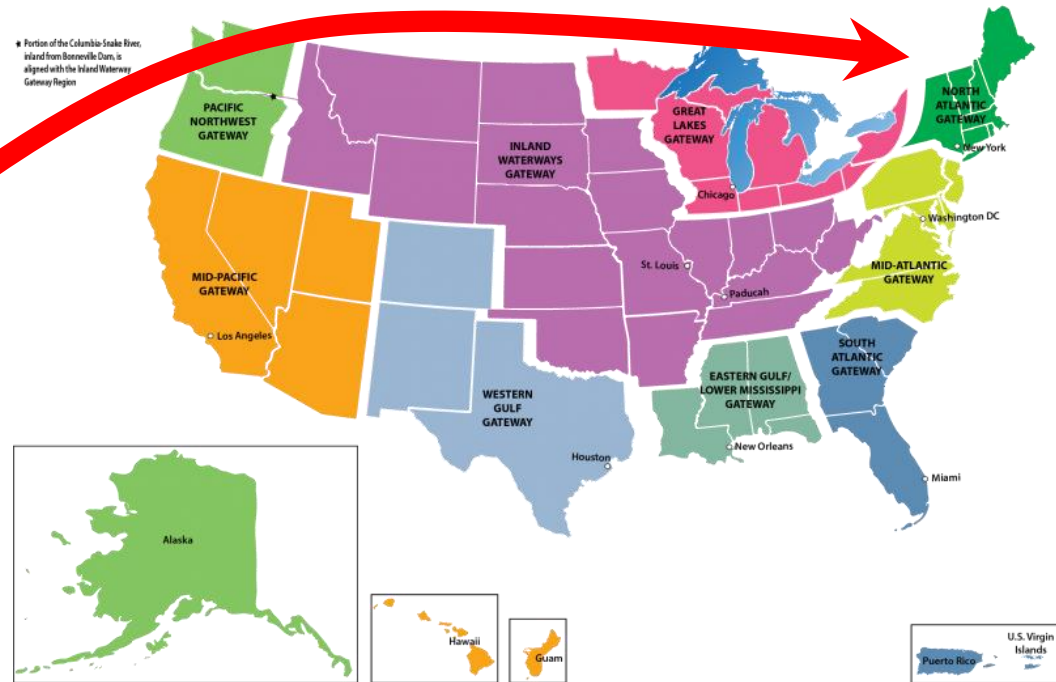 * Portion of the Columbia-Snake River,
inland from Bonneville Dam, is
aligned with the Inland Waterway
Gateway Region
PACIFIC
NORTHWEST
GATEWAY
INLAND
WATERWAYS
GATEWAY
GREAT
LAKES
GATEWAY
NORTH
ATLANTIC
GATEWAY
New York
Chicago
Washington DC
MID-PACIFIC
GATEWAY
St. Louis
MID-ATLANTIC
GATEWAY
Paducah
Los Angeles
SOUTH
ATLANTIC
GATEWAY
EASTERN GULF/
LOWER MISSISSIPPI
GATEWAY
WESTERN
GULF
GATEWAY
New Orleans
Houston
Miami
Alaska
Hawaii
Guam
U.S. Virgin
Islands
Puerto Rico